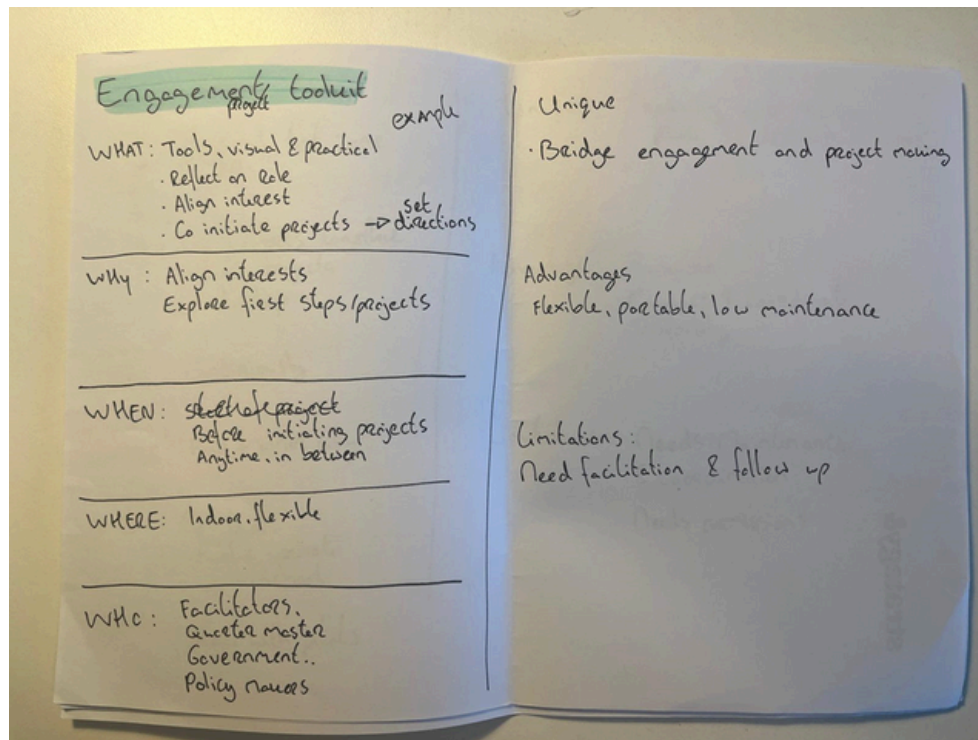 Engagement toolkit
project
example
WHAT: Tools, visual & practical
· Reflect on role
· Align interest
· Co initiate projects → set directions
WHY: Align interests
Explore first steps/projects
WHEN: start of project
Before initiating projects
Anytime, in between
WHERE: Indoor, flexible
WHO: Facilitators,
Quarter master
Government..
Policy makers
Unique
· Bridge engagement and project making
Advantages
Flexible, portable, low maintenance
Limitations:
Need facilitation & follow up